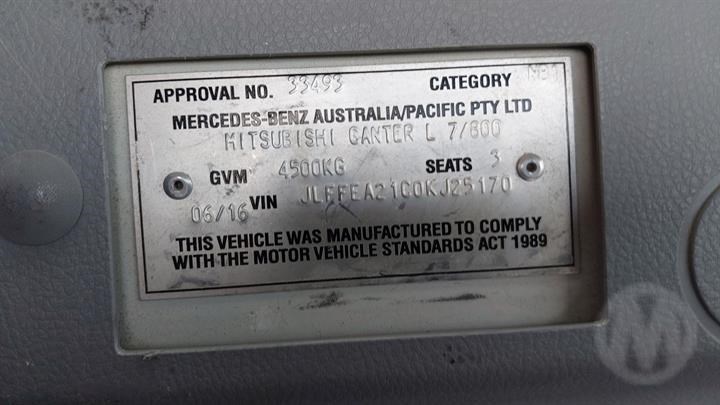 APPROVAL NO. 33493 CATEGORY NB1
MERCEDES-BENZ AUSTRALIA/PACIFIC PTY LTD
MITSUBISHI CANTER L 7/800
GVM 4500KG SEATS 3
06/16 VIN JLFFEA21C0KJ25170
THIS VEHICLE WAS MANUFACTURED TO COMPLY
WITH THE MOTOR VEHICLE STANDARDS ACT 1989
M